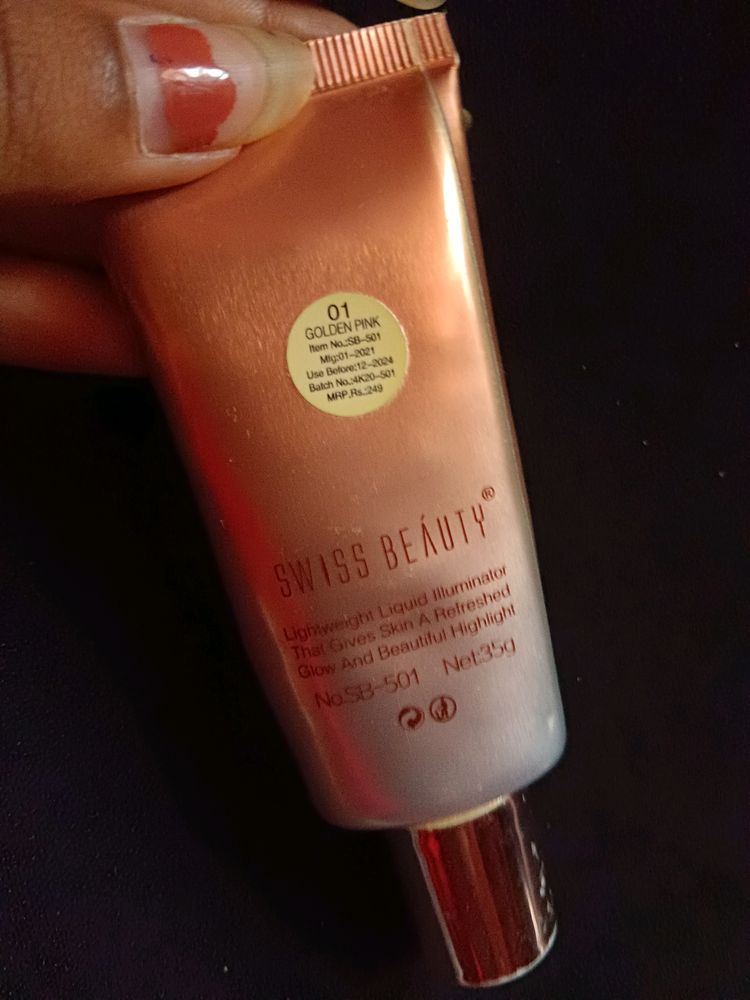 01
GOLDEN PINK
Item No.:SB-501
Mfg:01-2021
Use Before:12-2024
Batch No.:4K20-501
MRP.Rs.:249
SWISS BEÁUTY®
Lightweight Liquid Illuminator
That Gives Skin A Refreshed
Glow And Beautiful Highlight
No.SB-501 Net:35g